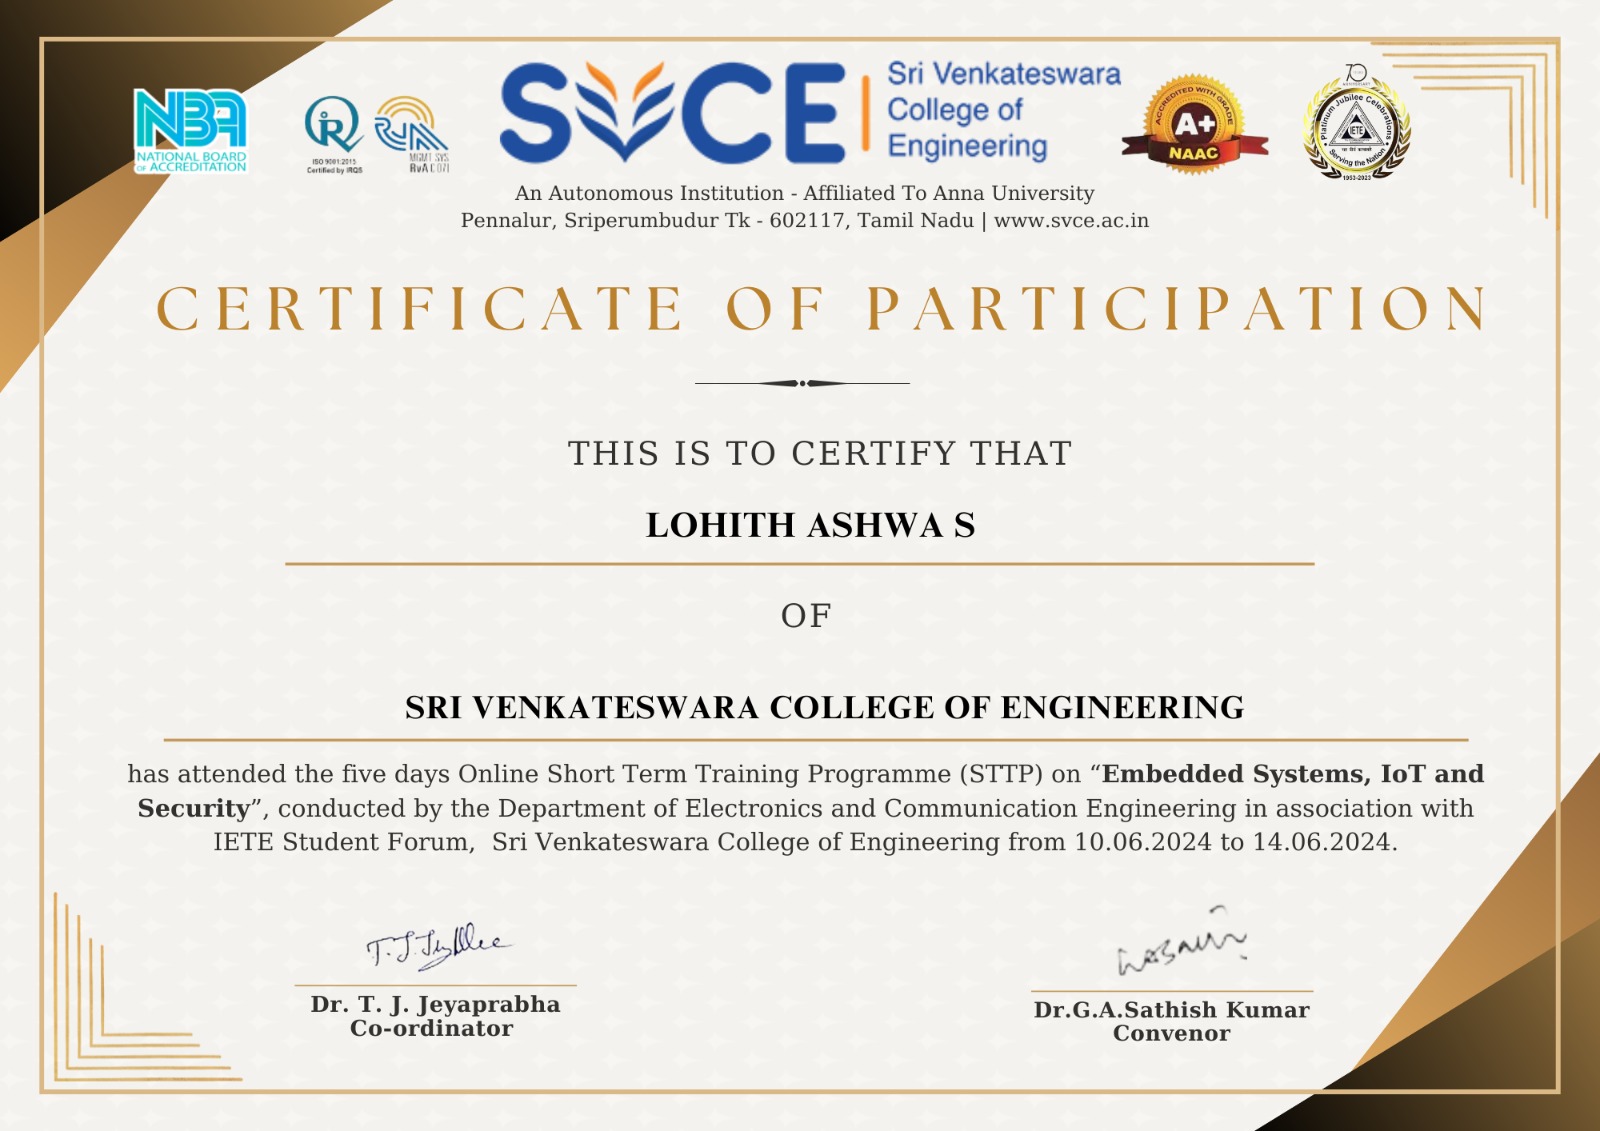 NBA
NATIONAL BOARD
OF ACCREDITATION
ISO 9001:2015
Certified by IRQS
MGMT SYS
RvA C 071
SVCE
Sri Venkateswara
College of
Engineering
ACCREDITED WITH GRADE
A+
NAAC
70
Platinum Jubilee Celebrations
IETE
Serving the Nation
1953-2023
An Autonomous Institution - Affiliated To Anna University
Pennalur, Sriperumbudur Tk - 602117, Tamil Nadu | www.svce.ac.in
CERTIFICATE OF PARTICIPATION
THIS IS TO CERTIFY THAT
LOHITH ASHWA S
OF
SRI VENKATESWARA COLLEGE OF ENGINEERING
has attended the five days Online Short Term Training Programme (STTP) on “Embedded Systems, IoT and
Security”, conducted by the Department of Electronics and Communication Engineering in association with
IETE Student Forum,  Sri Venkateswara College of Engineering from 10.06.2024 to 14.06.2024.
Dr. T. J. Jeyaprabha
Co-ordinator
Dr.G.A.Sathish Kumar
Convenor